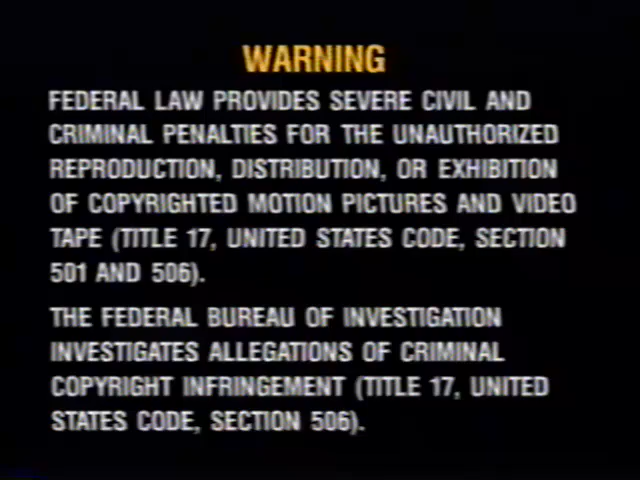 WARNING
FEDERAL LAW PROVIDES SEVERE CIVIL AND
CRIMINAL PENALTIES FOR THE UNAUTHORIZED
REPRODUCTION, DISTRIBUTION, OR EXHIBITION
OF COPYRIGHTED MOTION PICTURES AND VIDEO
TAPE (TITLE 17, UNITED STATES CODE, SECTION
501 AND 506).
THE FEDERAL BUREAU OF INVESTIGATION
INVESTIGATES ALLEGATIONS OF CRIMINAL
COPYRIGHT INFRINGEMENT (TITLE 17, UNITED
STATES CODE, SECTION 506).